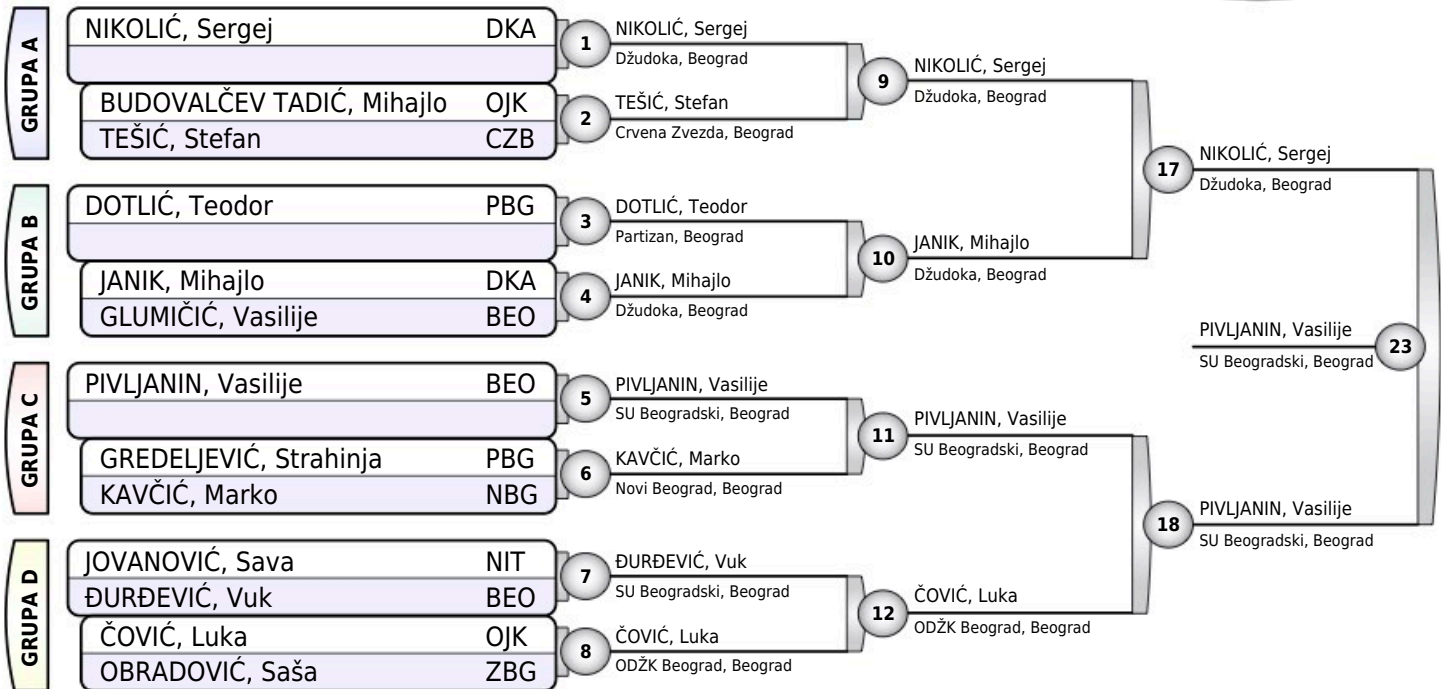 GRUPA A
NIKOLIĆ, Sergej DKA
BUDOVALČEV TADIĆ, Mihajlo OJK
TEŠIĆ, Stefan CZB
GRUPA B
DOTLIĆ, Teodor PBG
JANIK, Mihajlo DKA
GLUMIČIĆ, Vasilije BEO
GRUPA C
PIVLJANIN, Vasilije BEO
GREDELJEVIĆ, Strahinja PBG
KAVČIĆ, Marko NBG
GRUPA D
JOVANOVIĆ, Sava NIT
ĐURĐEVIĆ, Vuk BEO
ČOVIĆ, Luka OJK
OBRADOVIĆ, Saša ZBG
1
NIKOLIĆ, Sergej
Džudoka, Beograd
2
TEŠIĆ, Stefan
Crvena Zvezda, Beograd
3
DOTLIĆ, Teodor
Partizan, Beograd
4
JANIK, Mihajlo
Džudoka, Beograd
5
PIVLJANIN, Vasilije
SU Beogradski, Beograd
6
KAVČIĆ, Marko
Novi Beograd, Beograd
7
ĐURĐEVIĆ, Vuk
SU Beogradski, Beograd
8
ČOVIĆ, Luka
ODŽK Beograd, Beograd
9
NIKOLIĆ, Sergej
Džudoka, Beograd
10
JANIK, Mihajlo
Džudoka, Beograd
11
PIVLJANIN, Vasilije
SU Beogradski, Beograd
12
ČOVIĆ, Luka
ODŽK Beograd, Beograd
17
NIKOLIĆ, Sergej
Džudoka, Beograd
18
PIVLJANIN, Vasilije
SU Beogradski, Beograd
PIVLJANIN, Vasilije
SU Beogradski, Beograd
23